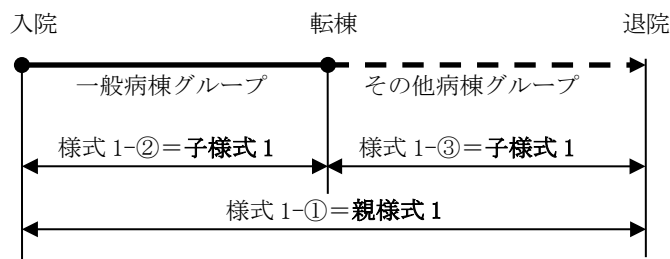 入院 転棟 退院
一般病棟グループ その他病棟グループ
様式 1-②＝子様式 1 様式 1-③＝子様式 1
様式 1-①＝親様式 1